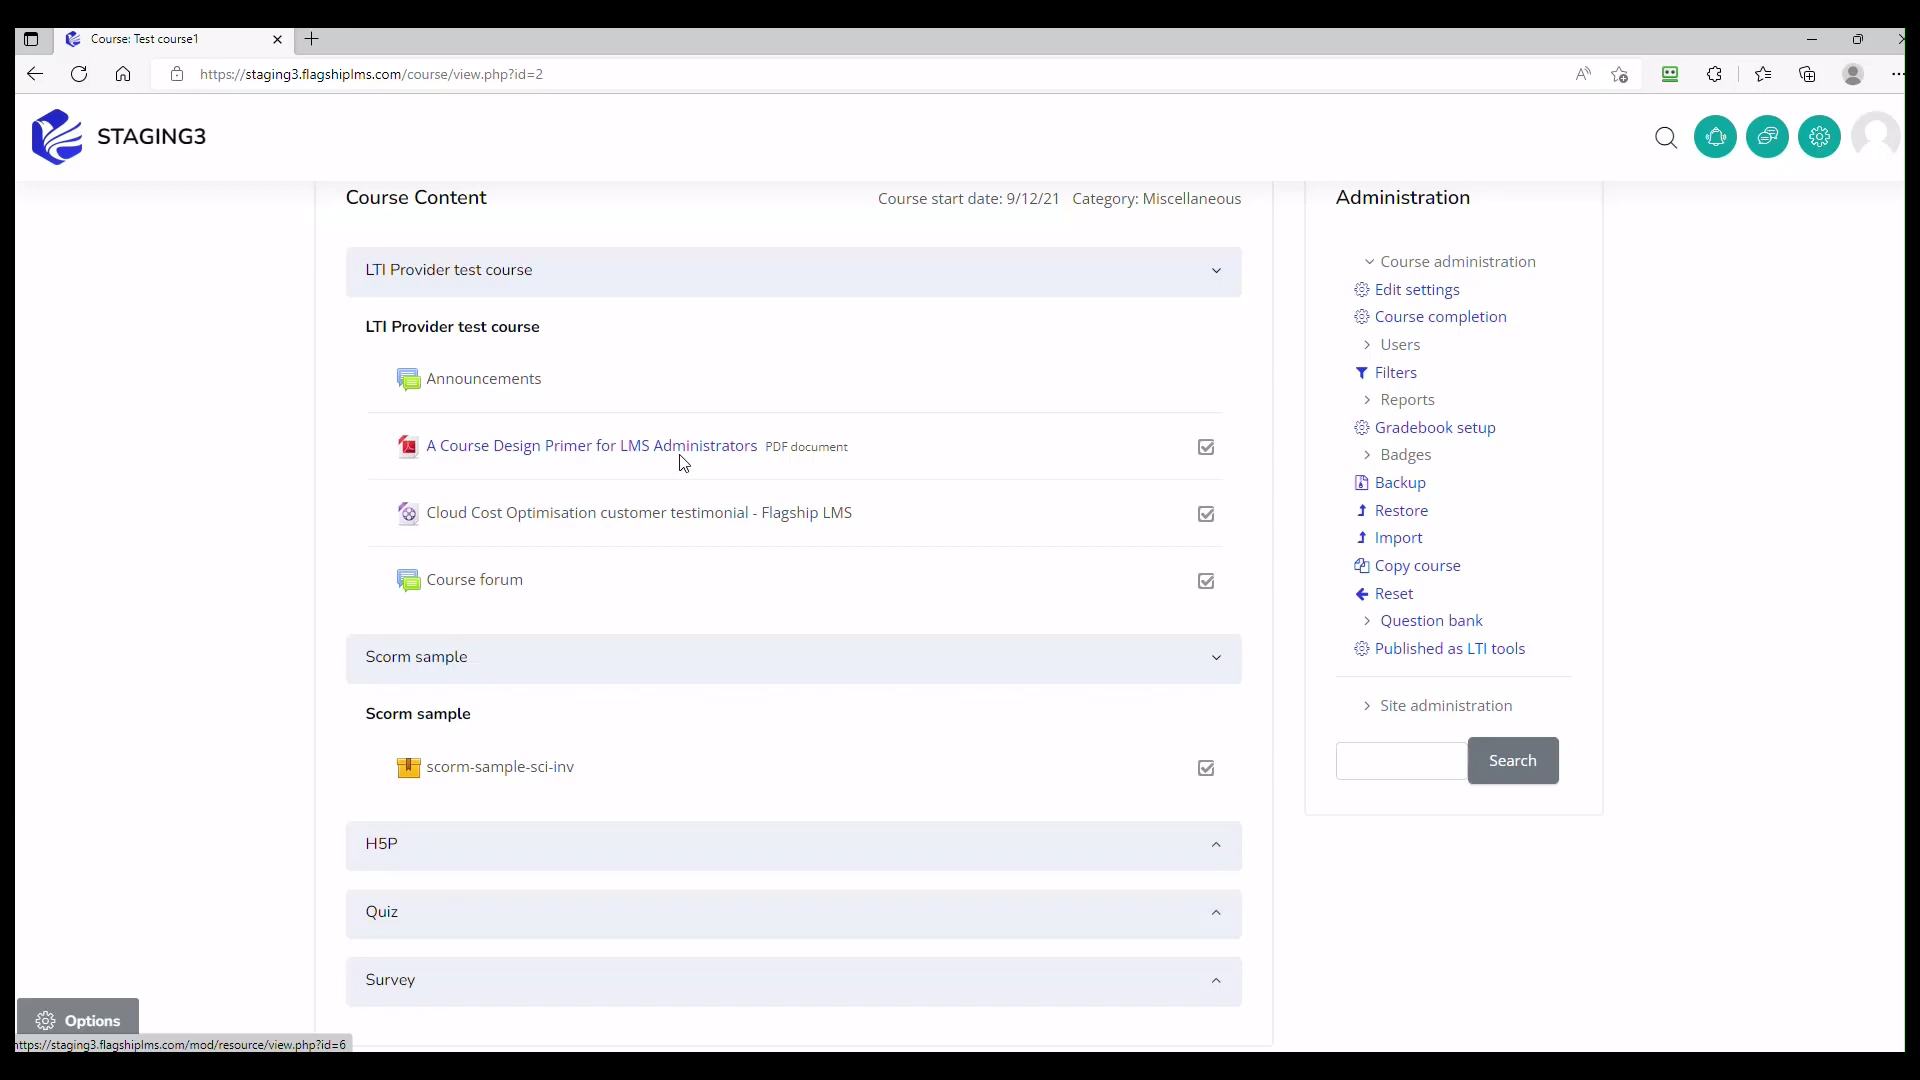 Course: Test course1
https://staging3.flagshiplms.com/course/view.php?id=2
STAGING3
Course Content
Course start date: 9/12/21 Category: Miscellaneous
LTI Provider test course
LTI Provider test course
Announcements
A Course Design Primer for LMS Administrators PDF document
Cloud Cost Optimisation customer testimonial - Flagship LMS
Course forum
Scorm sample
Scorm sample
scorm-sample-sci-inv
H5P
Quiz
Survey
Administration
Course administration
Edit settings
Course completion
Users
Filters
Reports
Gradebook setup
Badges
Backup
Restore
Import
Copy course
Reset
Question bank
Published as LTI tools
Site administration
Search
Options
https://staging3.flagshiplms.com/mod/resource/view.php?id=6